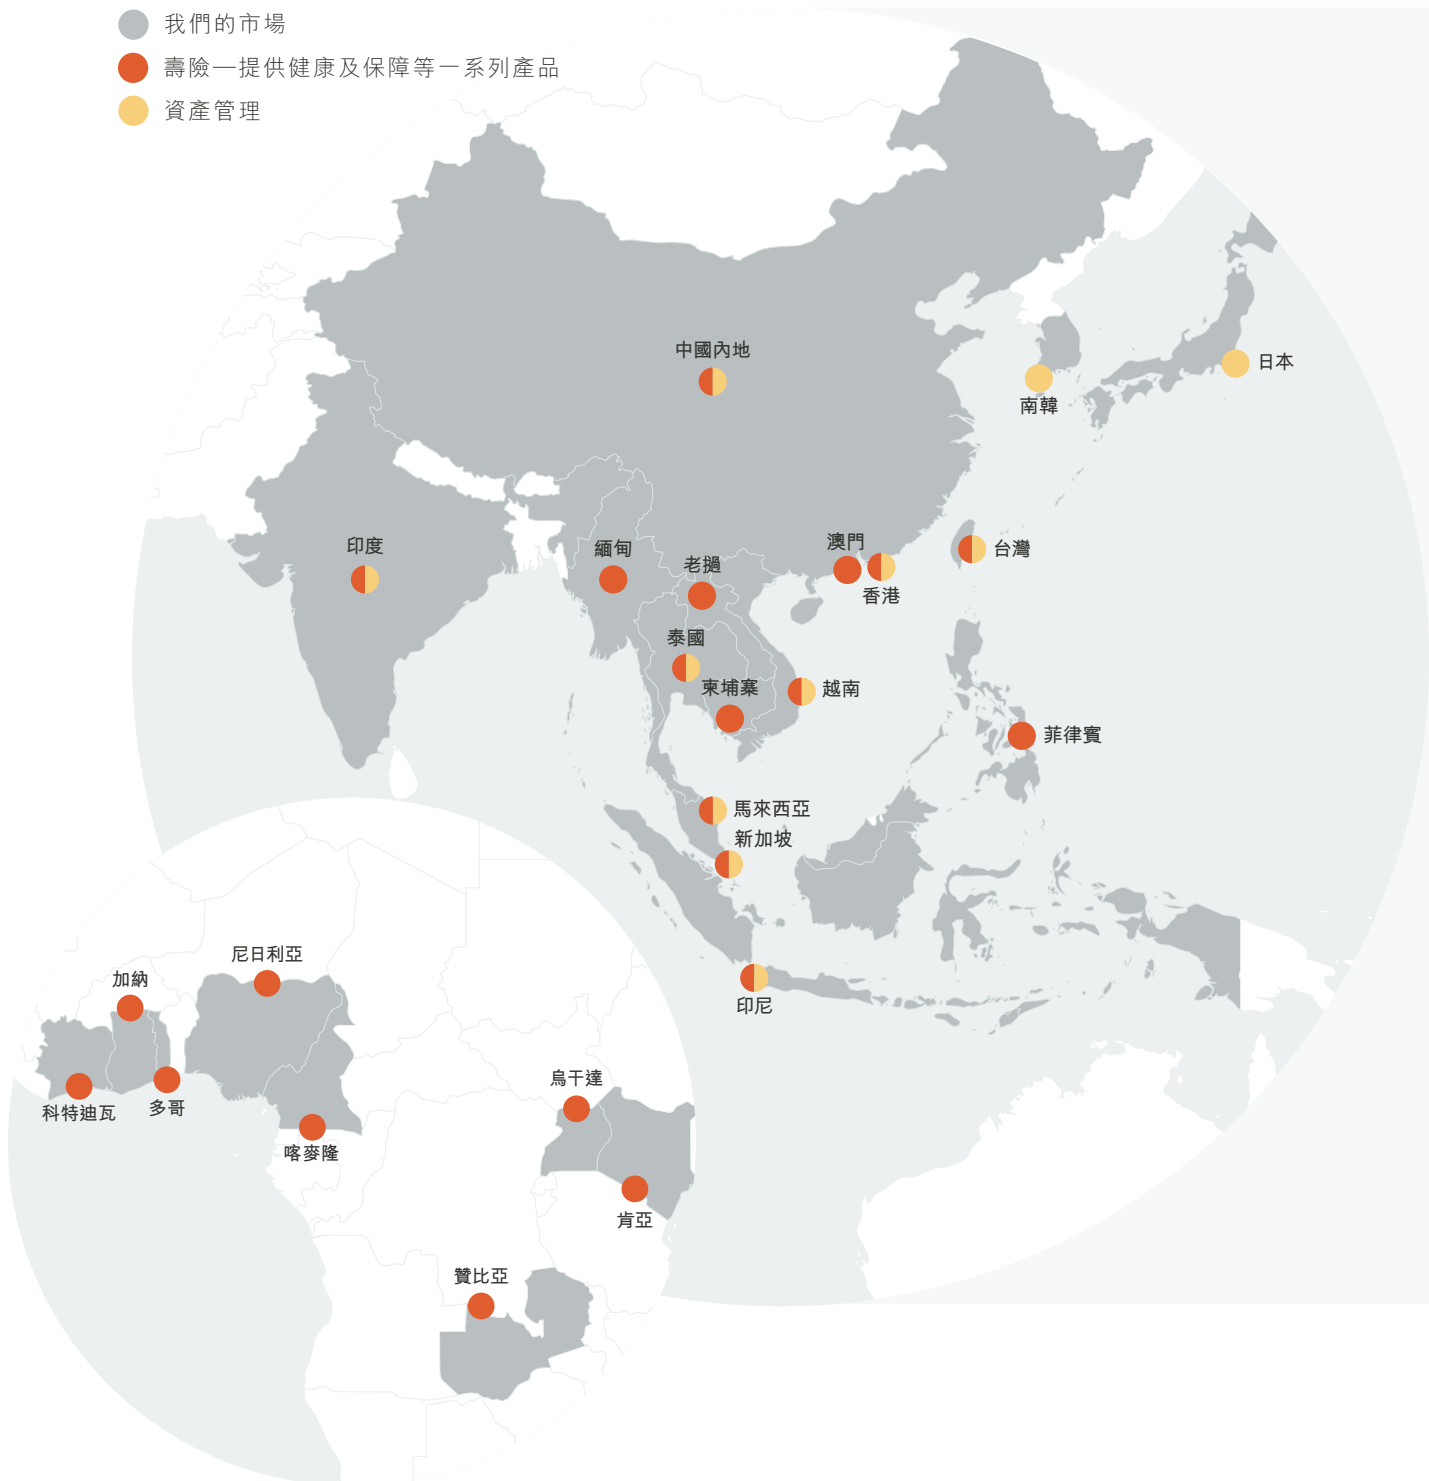 我們的市場
壽險—提供健康及保障等一系列產品
資產管理
中國內地
日本
南韓
印度
緬甸
老撾
澳門
香港
台灣
泰國
柬埔寨
越南
菲律賓
馬來西亞
新加坡
印尼
尼日利亞
加納
科特迪瓦
多哥
喀麥隆
烏干達
肯亞
贊比亞